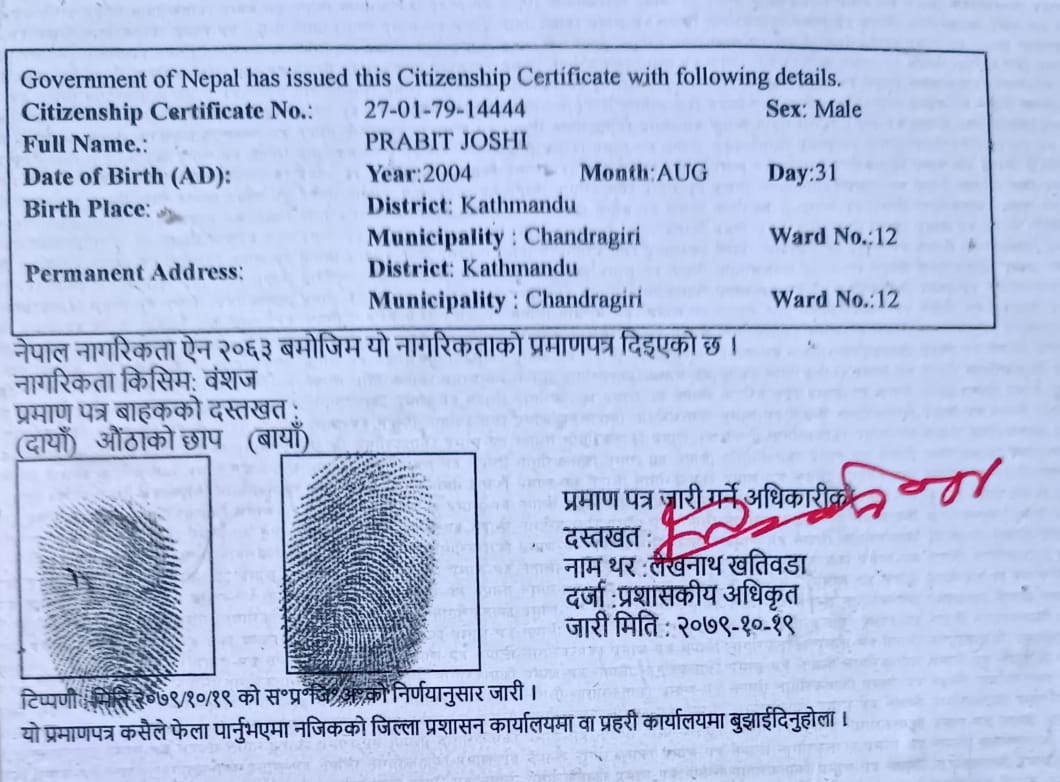 Government of Nepal has issued this Citizenship Certificate with following details.
Citizenship Certificate No.: 27-01-79-14444 Sex: Male
Full Name.: PRABIT JOSHI
Date of Birth (AD): Year:2004 Month:AUG Day:31
Birth Place: District: Kathmandu
Municipality : Chandragiri Ward No.:12
Permanent Address: District: Kathmandu
Municipality : Chandragiri Ward No.:12
नेपाल नागरिकता ऐन २०६३ बमोजिम यो नागरिकताको प्रमाणपत्र दिइएको छ ।
नागरिकता किसिम: वंशज
प्रमाण पत्र बाहकको दस्तखत :
(दायाँ) औंठाको छाप (बायाँ)
प्रमाण पत्र जारी गर्ने अधिकारीको
दस्तखत :
नाम थर :लेखनाथ खतिवडा
दर्जा :प्रशासकीय अधिकृत
जारी मिति : २०७९-१०-१९
टिप्पणी : मिति २०७९/१०/१९ को स०प्र०जि०अ०को निर्णयानुसार जारी ।
यो प्रमाणपत्र कसैले फेला पार्नुभएमा नजिकको जिल्ला प्रशासन कार्यालयमा वा प्रहरी कार्यालयमा बुझाईदिनुहोला ।